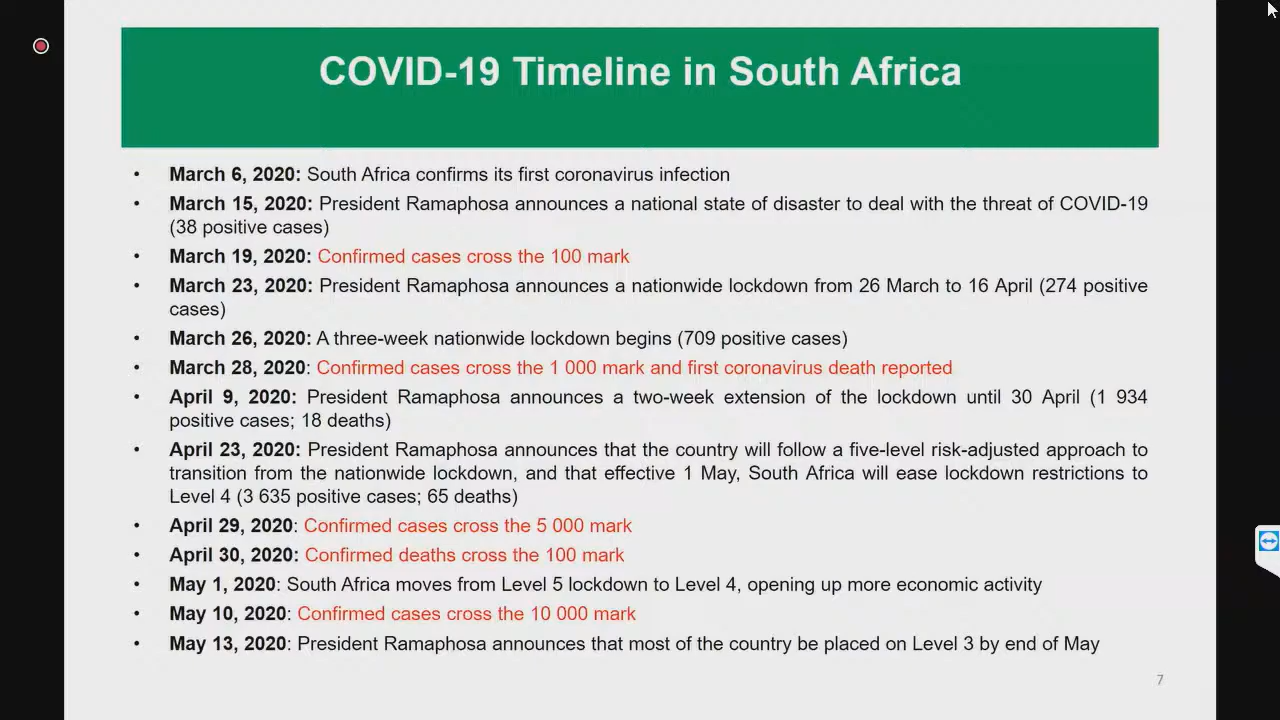 COVID-19 Timeline in South Africa
• March 6, 2020: South Africa confirms its first coronavirus infection
• March 15, 2020: President Ramaphosa announces a national state of disaster to deal with the threat of COVID-19
(38 positive cases)
• March 19, 2020: Confirmed cases cross the 100 mark
• March 23, 2020: President Ramaphosa announces a nationwide lockdown from 26 March to 16 April (274 positive
cases)
• March 26, 2020: A three-week nationwide lockdown begins (709 positive cases)
• March 28, 2020: Confirmed cases cross the 1 000 mark and first coronavirus death reported
• April 9, 2020: President Ramaphosa announces a two-week extension of the lockdown until 30 April (1 934
positive cases; 18 deaths)
• April 23, 2020: President Ramaphosa announces that the country will follow a five-level risk-adjusted approach to
transition from the nationwide lockdown, and that effective 1 May, South Africa will ease lockdown restrictions to
Level 4 (3 635 positive cases; 65 deaths)
• April 29, 2020: Confirmed cases cross the 5 000 mark
• April 30, 2020: Confirmed deaths cross the 100 mark
• May 1, 2020: South Africa moves from Level 5 lockdown to Level 4, opening up more economic activity
• May 10, 2020: Confirmed cases cross the 10 000 mark
• May 13, 2020: President Ramaphosa announces that most of the country be placed on Level 3 by end of May
7